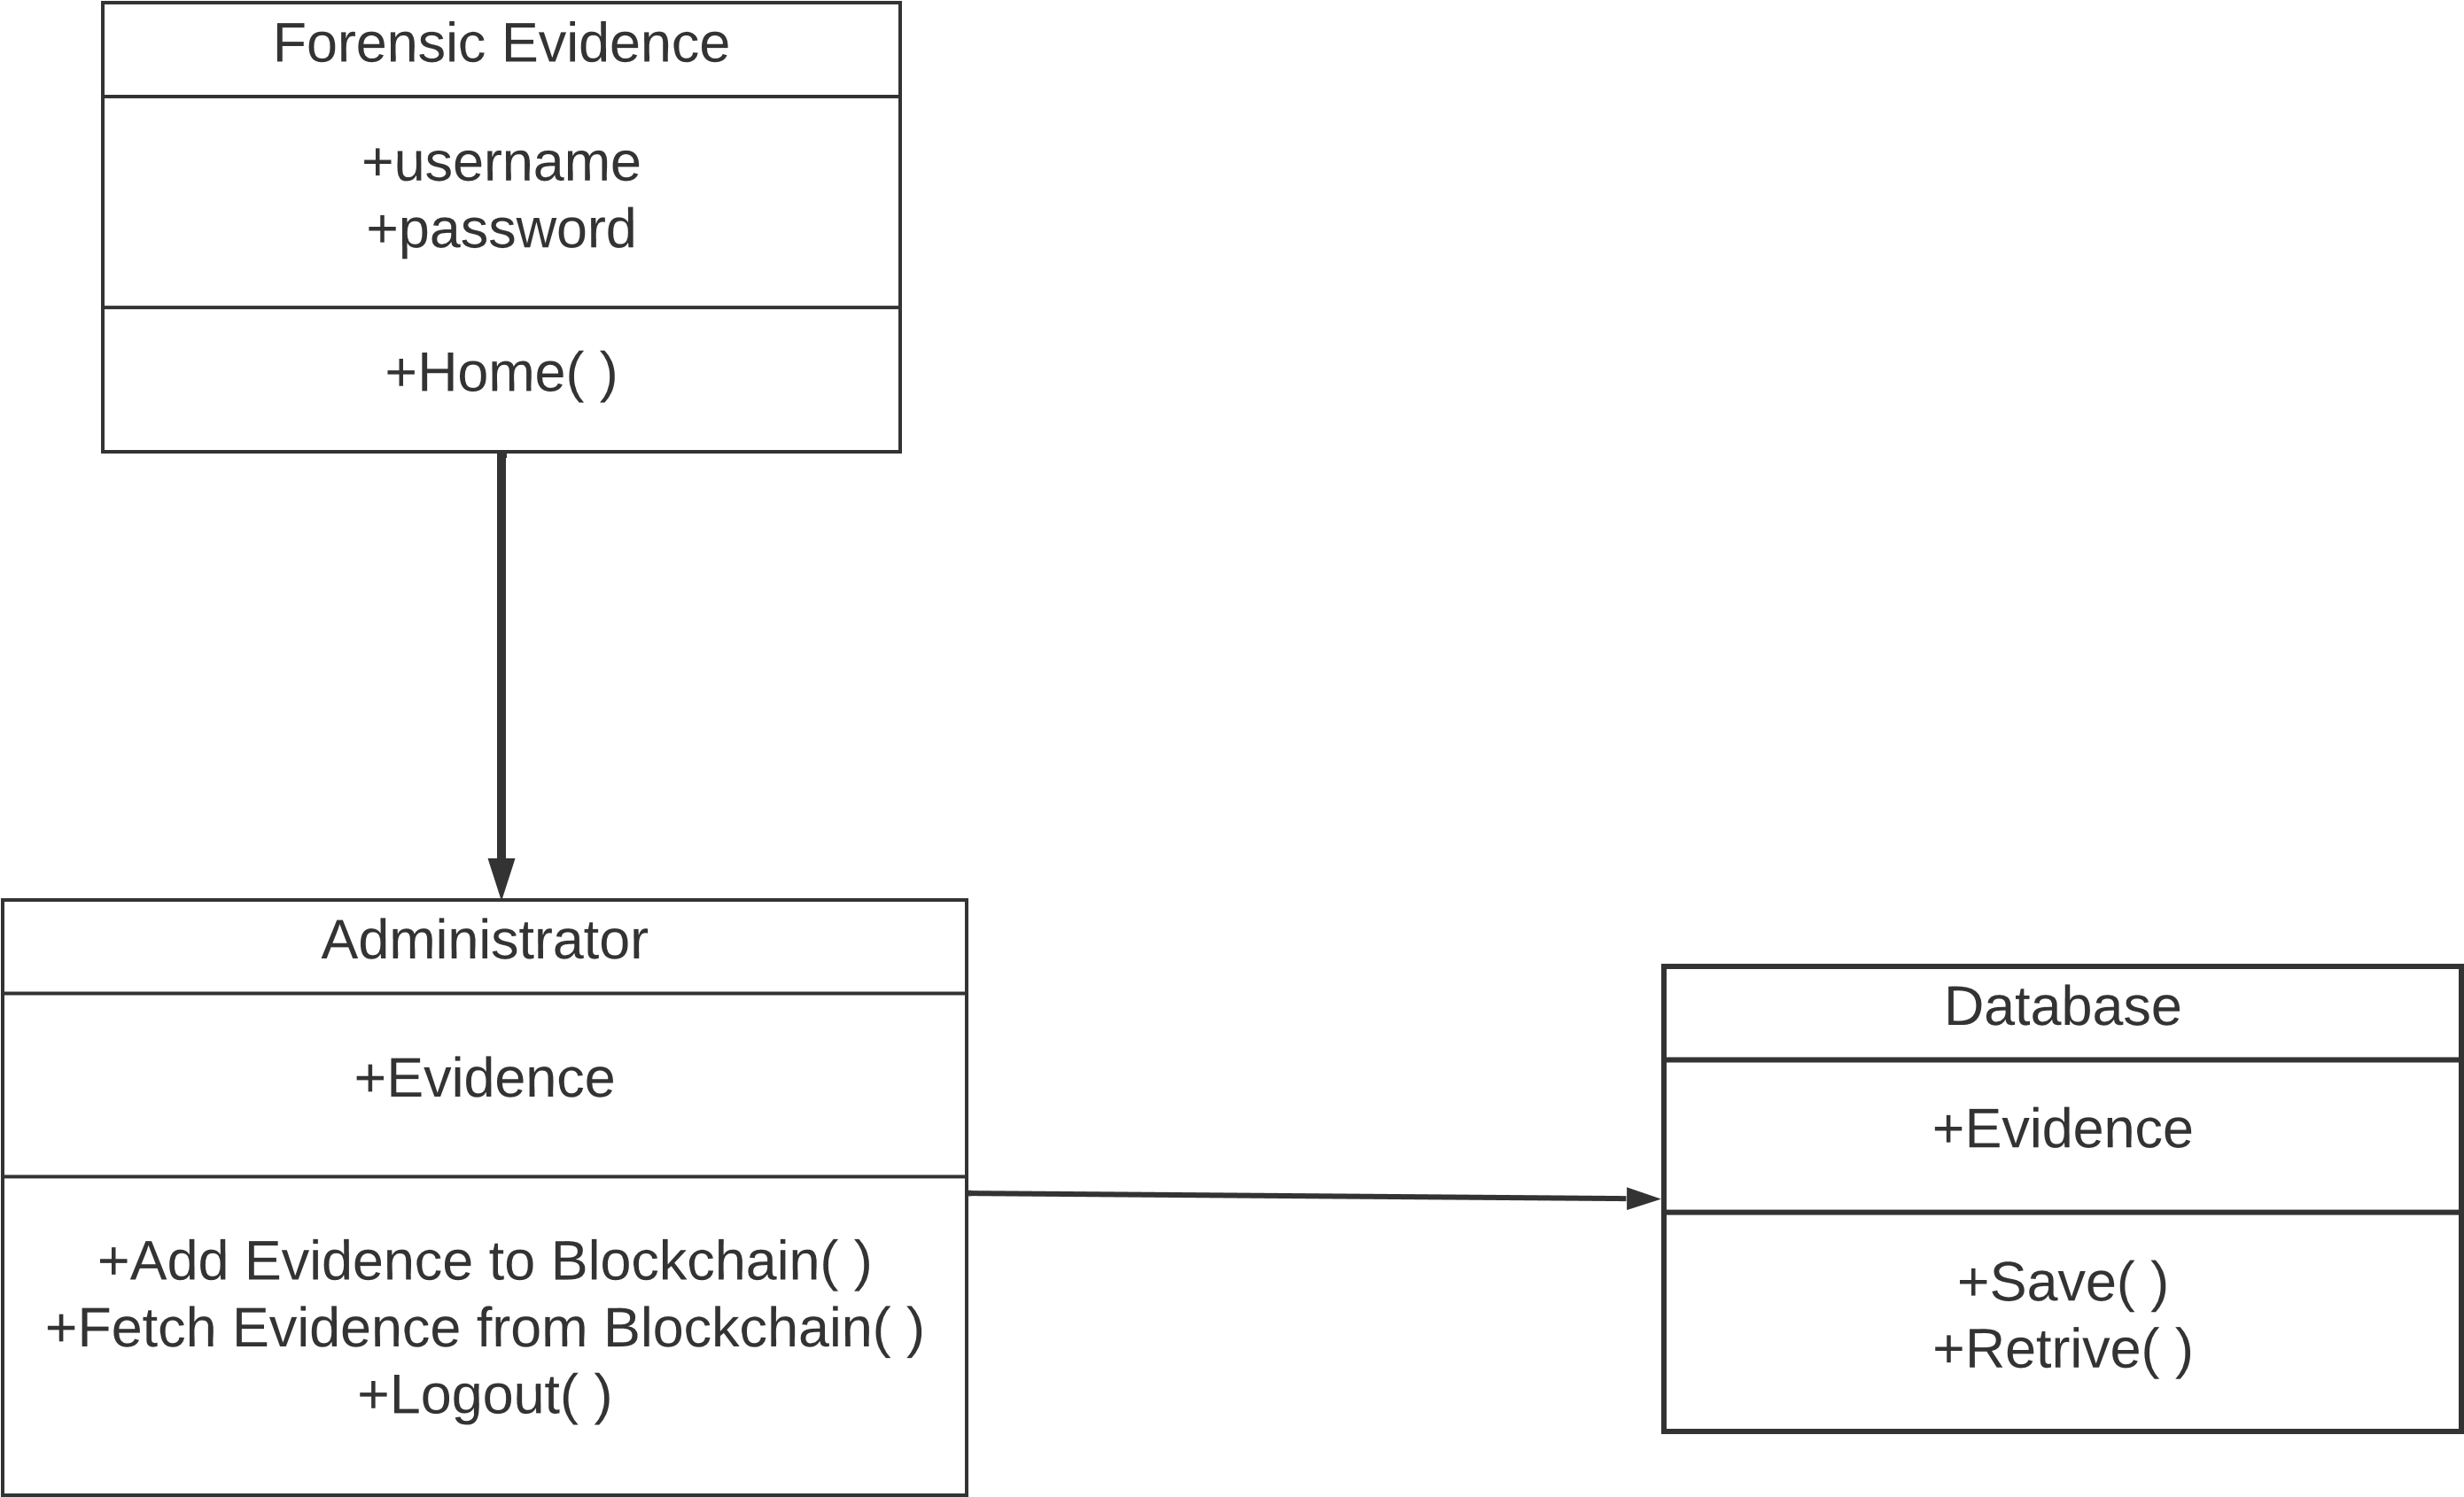 Forensic Evidence
+username
+password
+Home( )
Administrator
+Evidence
+Add Evidence to Blockchain( )
+Fetch Evidence from Blockchain( )
+Logout( )
Database
+Evidence
+Save( )
+Retrive( )